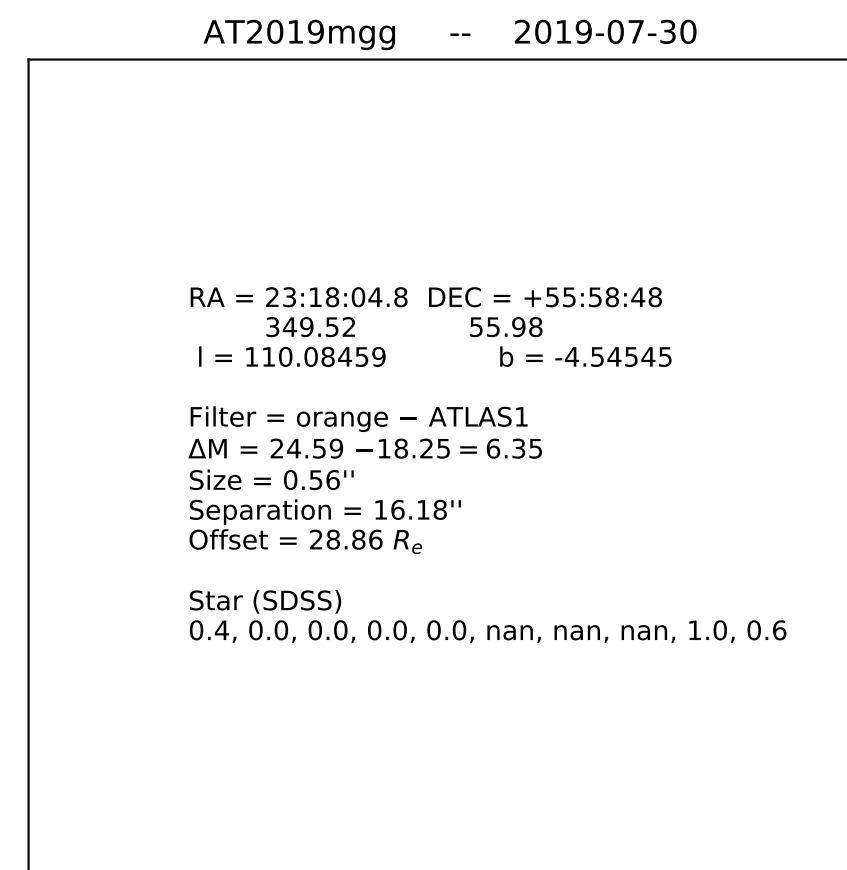 AT2019mgg -- 2019-07-30
RA = 23:18:04.8 DEC = +55:58:48
349.52 55.98
l = 110.08459 b = -4.54545
Filter = orange − ATLAS1
ΔM = 24.59 −18.25 = 6.35
Size = 0.56''
Separation = 16.18''
Offset = 28.86 Re
Star (SDSS)
0.4, 0.0, 0.0, 0.0, 0.0, nan, nan, nan, 1.0, 0.6